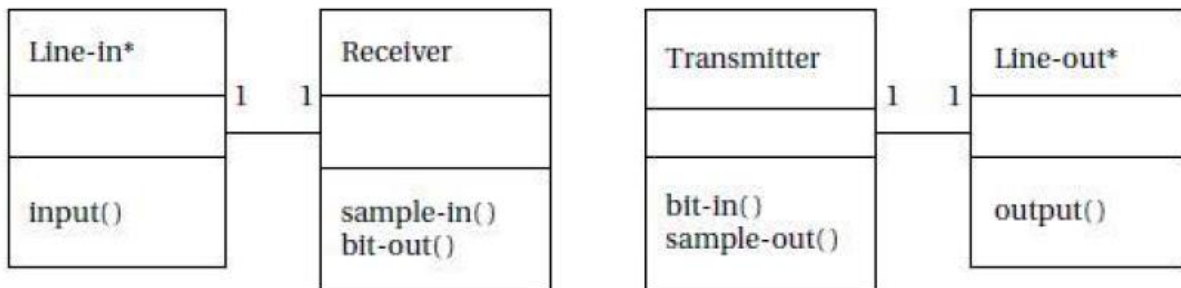 Line-in*
1
input()
1
Receiver
sample-in()
bit-out()
Transmitter
1
bit-in()
sample-out()
1
Line-out*
output()